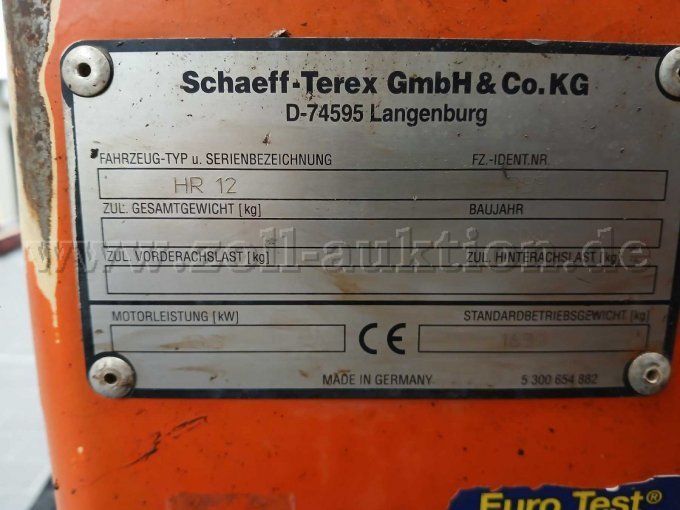 Schaeff-Terex GmbH & Co. KG
D-74595 Langenburg
FAHRZEUG-TYP u. SERIENBEZEICHNUNG FZ.-IDENT.NR.
HR 12
ZUL. GESAMTGEWICHT [kg] BAUJAHR
www.zoll-auktion.de
ZUL. VORDERACHSLAST [kg] ZUL. HINTERACHSLAST [kg]
MOTORLEISTUNG [kW] STANDARDBETRIEBSGEWICHT [kg]
CE
MADE IN GERMANY 5 300 654 882
Euro Test®